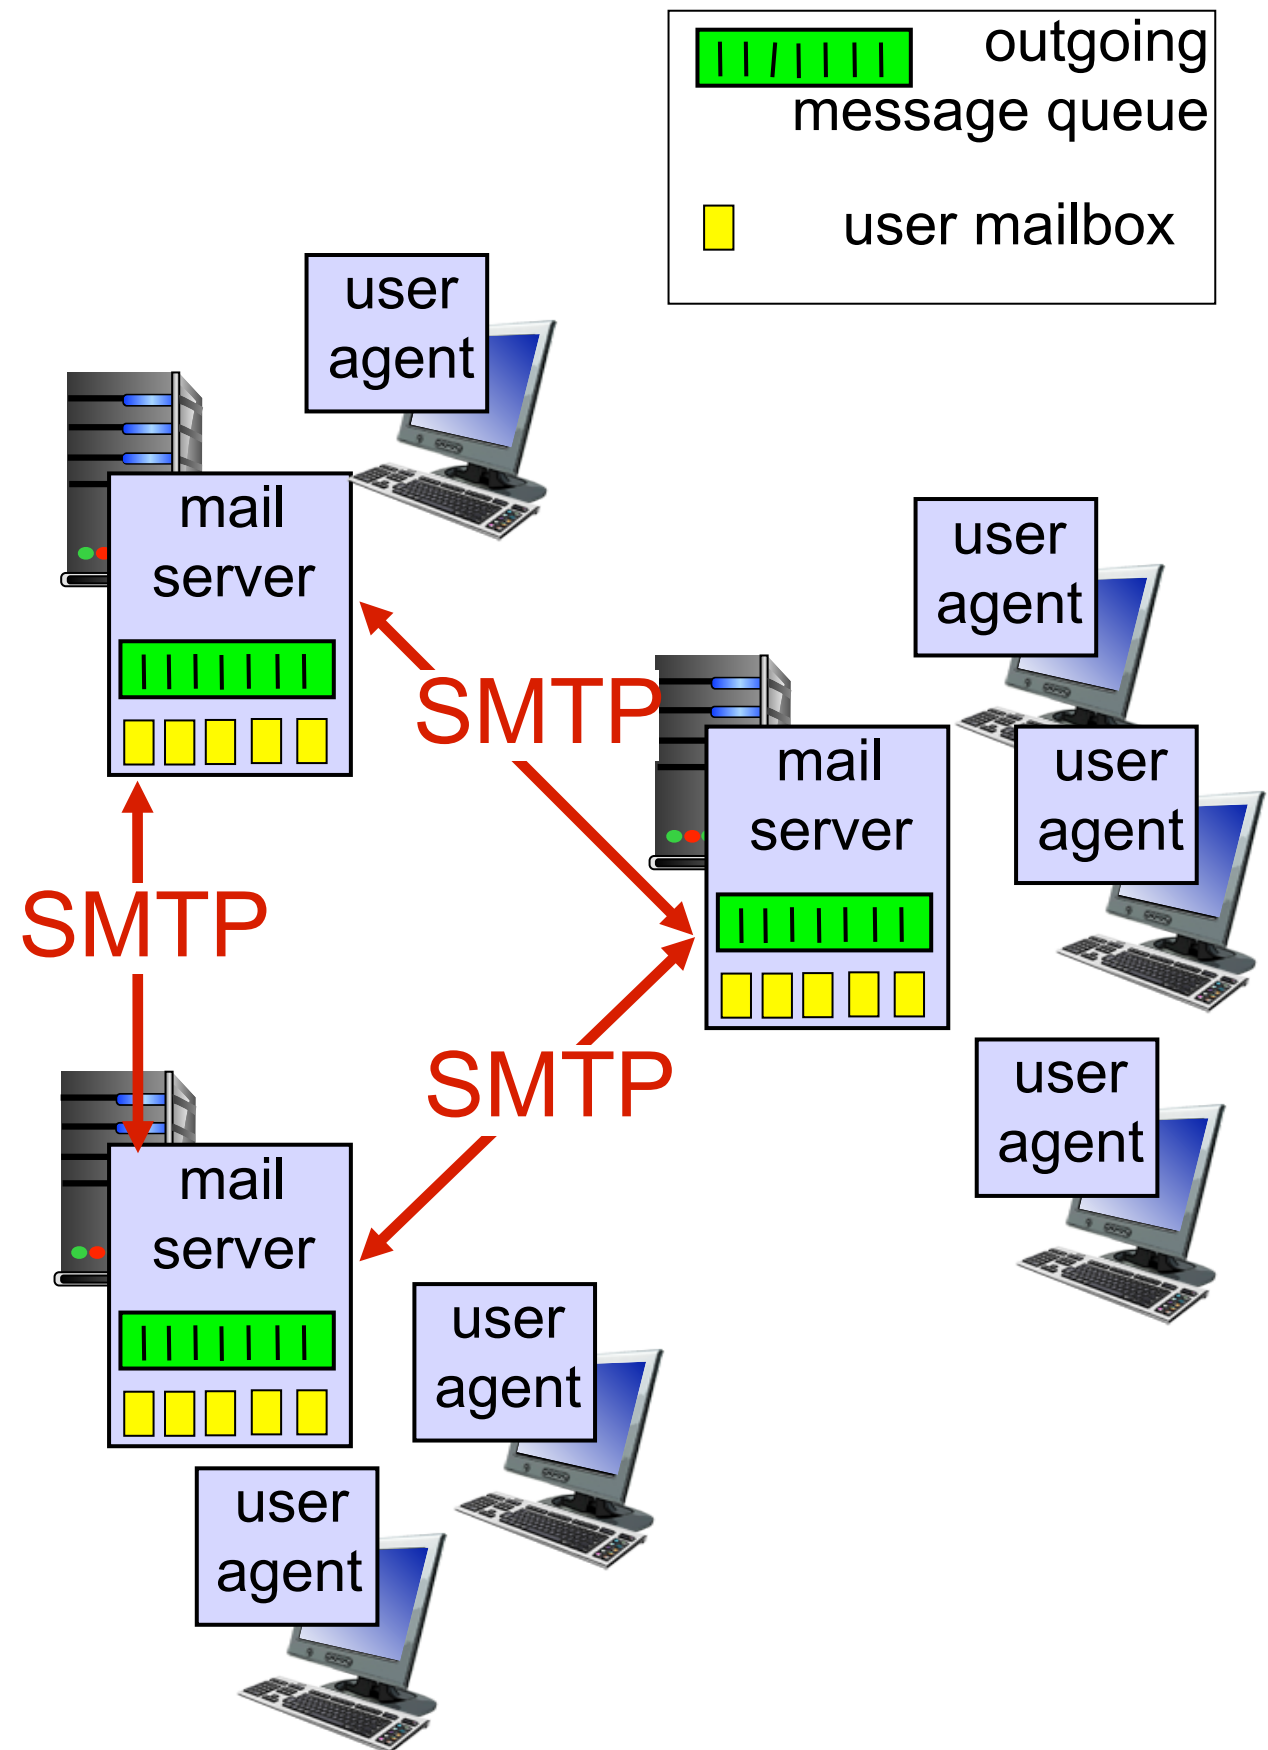 outgoing
message queue
user mailbox
user
agent
mail
server
SMTP
user
agent
mail
server
user
agent
SMTP
SMTP
user
agent
mail
server
user
agent
user
agent